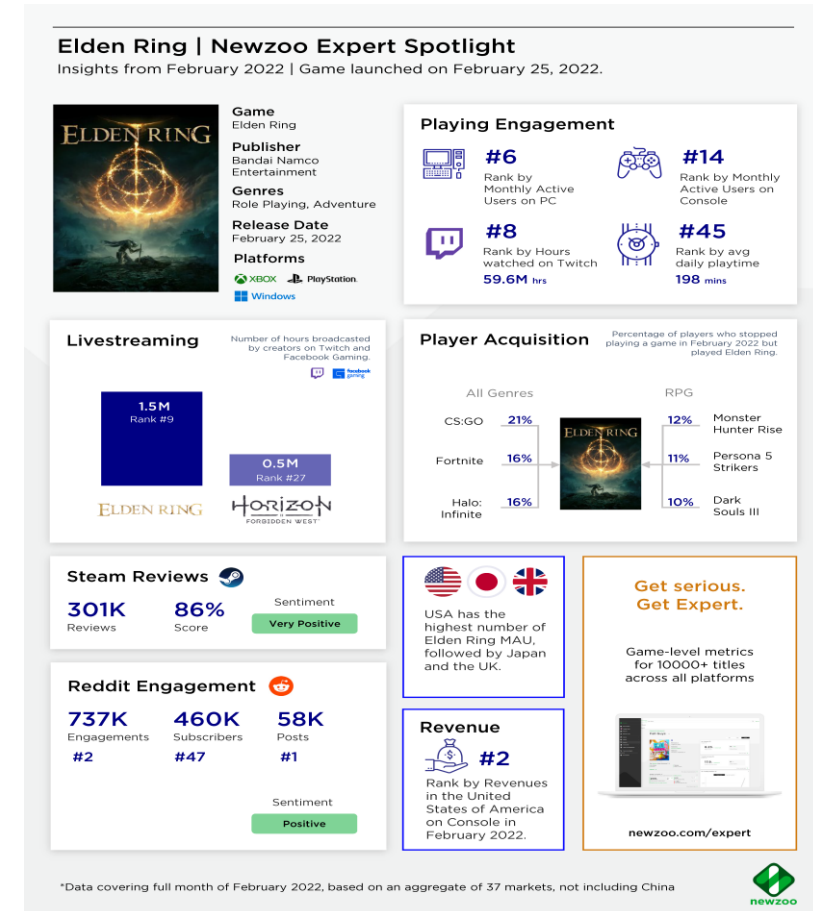 Elden Ring | Newzoo Expert Spotlight
Insights from February 2022 | Game launched on February 25, 2022.
ELDEN RING
Game
Elden Ring
Publisher
Bandai Namco
Entertainment
Genres
Role Playing, Adventure
Release Date
February 25, 2022
Platforms
XBOX PlayStation
Windows
Playing Engagement
#6
Rank by
Monthly Active
Users on PC
#14
Rank by Monthly
Active Users on
Console
#8
Rank by Hours
watched on Twitch
59.6M hrs
#45
Rank by avg
daily playtime
198 mins
Livestreaming
Number of hours broadcasted
by creators on Twitch and
Facebook Gaming.
facebook
gaming
1.5M
Rank #9
0.5M
Rank #27
ELDEN RING
HORIZON
FORBIDDEN WEST
Player Acquisition
Percentage of players who stopped
playing a game in February 2022 but
played Elden Ring.
All Genres
CS:GO 21%
Fortnite 16%
Halo:
Infinite
16%
ELDEN RING
RPG
12% Monster
Hunter Rise
11% Persona 5
Strikers
10% Dark
Souls III
Steam Reviews
301K
Reviews
86%
Score
Sentiment
Very Positive
Reddit Engagement
737K
Engagements
#2
460K
Subscribers
#47
58K
Posts
#1
Sentiment
Positive
USA has the
highest number of
Elden Ring MAU,
followed by Japan
and the UK.
Revenue
#2
Rank by Revenues
in the United
States of America
on Console in
February 2022.
Get serious.
Get Expert.
Game-level metrics
for 10000+ titles
across all platforms
newzoo.com/expert
*Data covering full month of February 2022, based on an aggregate of 37 markets, not including China
newzoo